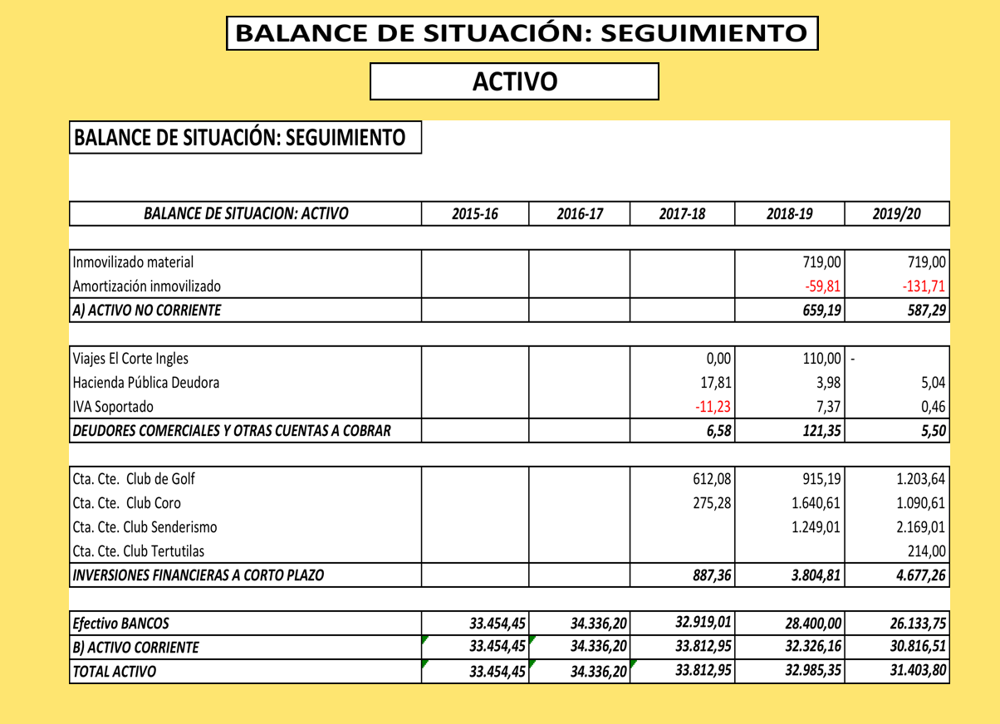 BALANCE DE SITUACIÓN: SEGUIMIENTO
ACTIVO
BALANCE DE SITUACIÓN: SEGUIMIENTO
BALANCE DE SITUACION: ACTIVO 2015-16 2016-17 2017-18 2018-19 2019/20
Inmovilizado material 719,00 719,00
Amortización inmovilizado -59,81 -131,71
A) ACTIVO NO CORRIENTE 659,19 587,29
Viajes El Corte Ingles 0,00 110,00 -
Hacienda Pública Deudora 17,81 3,98 5,04
IVA Soportado -11,23 7,37 0,46
DEUDORES COMERCIALES Y OTRAS CUENTAS A COBRAR 6,58 121,35 5,50
Cta. Cte. Club de Golf 612,08 915,19 1.203,64
Cta. Cte. Club Coro 275,28 1.640,61 1.090,61
Cta. Cte. Club Senderismo 1.249,01 2.169,01
Cta. Cte. Club Tertutilas 214,00
INVERSIONES FINANCIERAS A CORTO PLAZO 887,36 3.804,81 4.677,26
Efectivo BANCOS 33.454,45 34.336,20 32.919,01 28.400,00 26.133,75
B) ACTIVO CORRIENTE 33.454,45 34.336,20 33.812,95 32.326,16 30.816,51
TOTAL ACTIVO 33.454,45 34.336,20 33.812,95 32.985,35 31.403,80